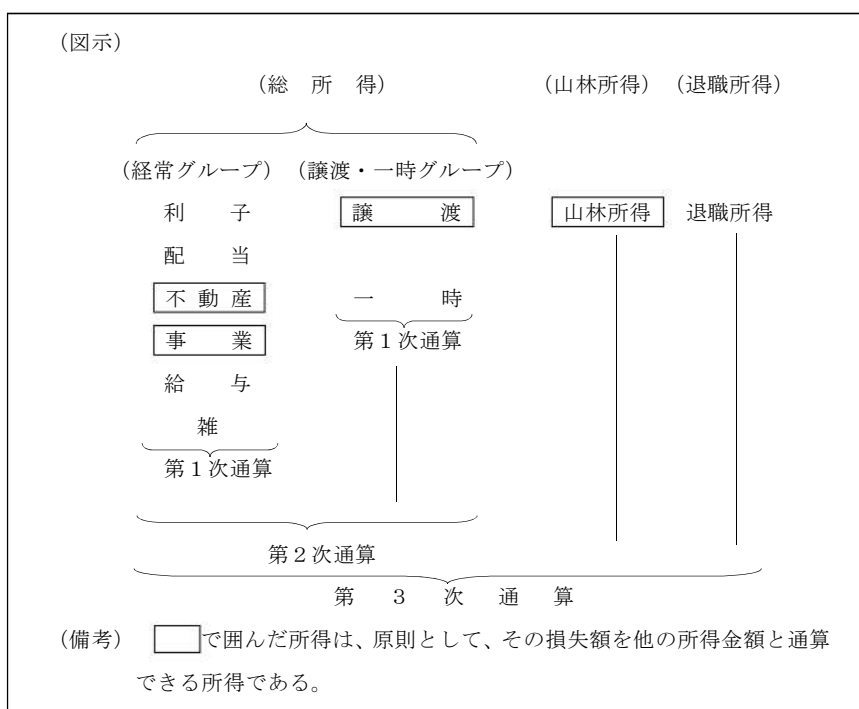 （図示）
（総 所 得） （山林所得） （退職所得）
（経常グループ） （譲渡・一時グループ）
利 子 譲 渡 山林所得 退職所得
配 当
不 動 産 一 時
事 業 第１次通算
給 与
雑
第１次通算
第２次通算
第 ３ 次 通 算
（備考） で囲んだ所得は、原則として、その損失額を他の所得金額と通算
できる所得である。